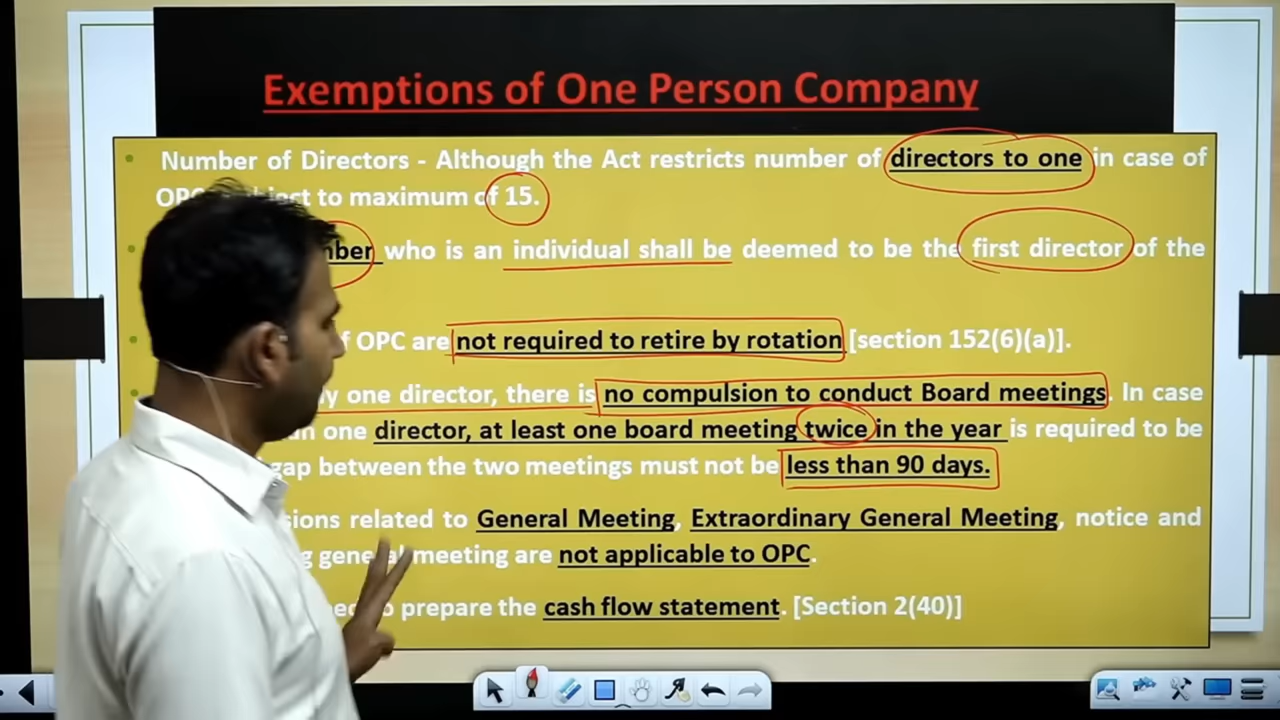 Exemptions of One Person Company
Number of Directors - Although the Act restricts number of directors to one in case of
to maximum of 15.
who is an individual shall be deemed to be the first director of the
of OPC are not required to retire by rotation [section 152(6)(a)].
one director, there is no compulsion to conduct Board meetings. In case
one director, at least one board meeting twice in the year is required to be
gap between the two meetings must not be less than 90 days.
related to General Meeting, Extraordinary General Meeting, notice and
general meeting are not applicable to OPC.
prepare the cash flow statement. [Section 2(40)]